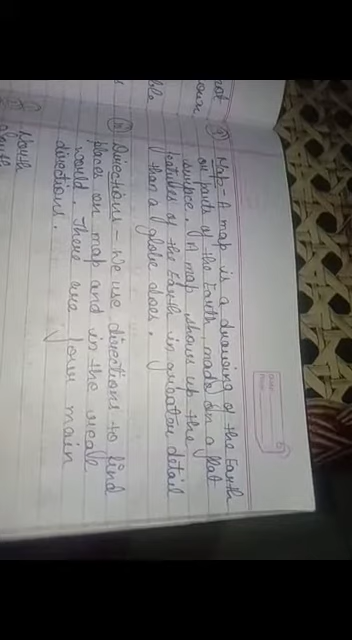 Map - A map is a drawing of the Earth
or parts of the Earth, made on a flat
surface. A map shows us the
features of the Earth in greater detail
than a globe does.
Directions - We use directions to find
places on map and in the real
world. There are four main
directions.
North